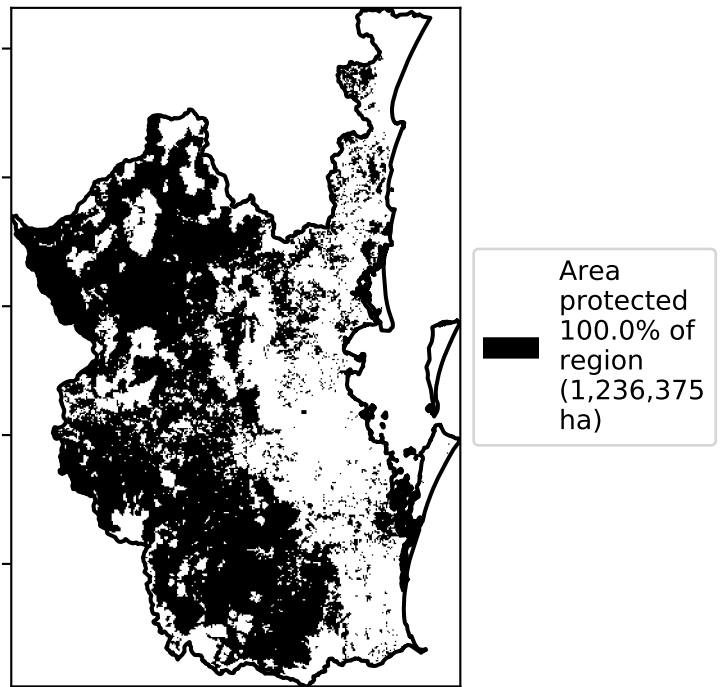 Area
protected
100.0% of
region
(1,236,375
ha)